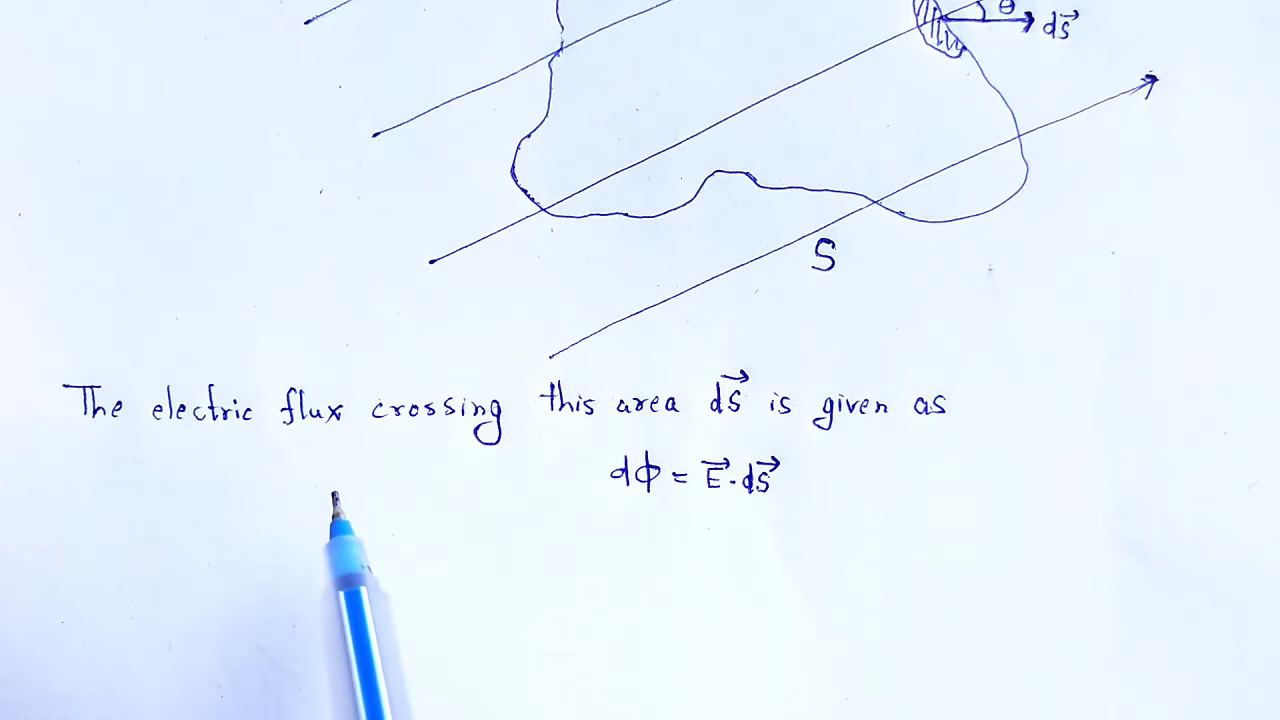 θ
d𝑠⃗
S
The electric flux crossing this area d𝑠⃗ is given as
dϕ = E⃗.d𝑠⃗